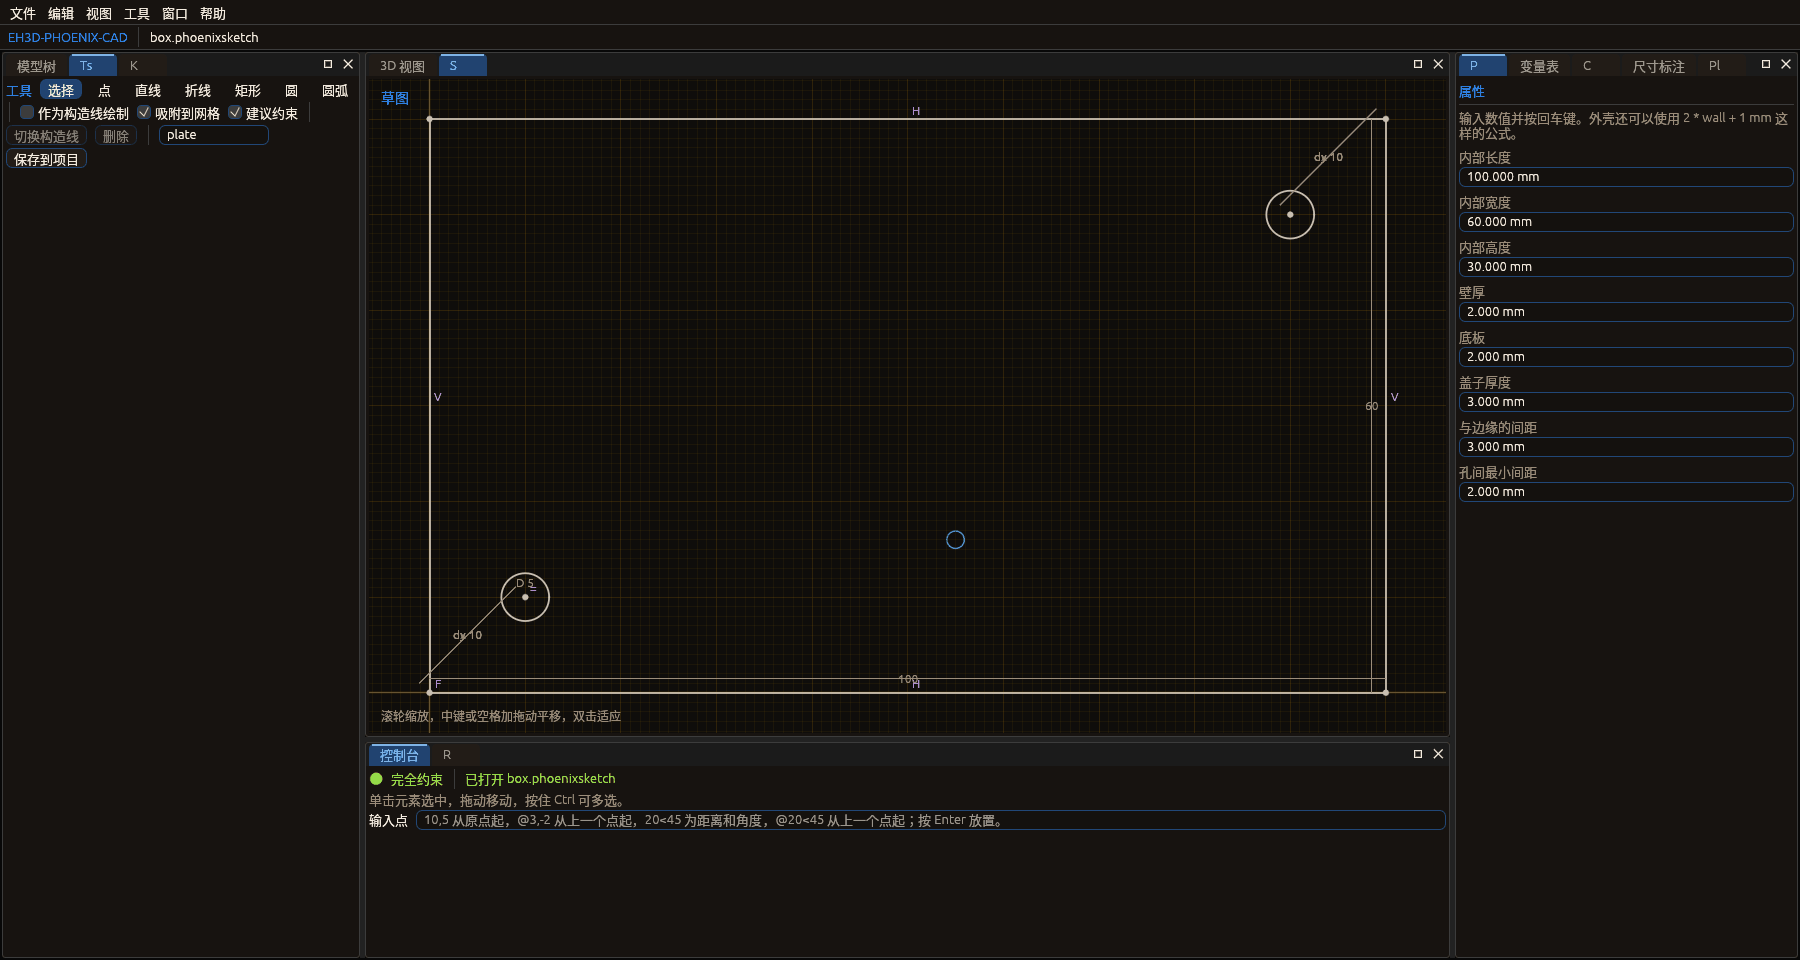 文件 编辑 视图 工具 窗口 帮助
EH3D-PHOENIX-CAD box.phoenixsketch
模型树 Ts K
工具 选择 点 直线 折线 矩形 圆 圆弧
作为构造线绘制 吸附到网格 建议约束
切换构造线 删除 plate
保存到项目
3D 视图 S
草图
H
dy 10
V
60
V
D 5
=
dy 10
100
F
H
滚轮缩放，中键或空格加拖动平移，双击适应
控制台 R
完全约束 已打开 box.phoenixsketch
单击元素选中，拖动移动，按住 Ctrl 可多选。
输入点 10,5 从原点起，@3,-2 从上一个点起，20<45 为距离和角度，@20<45 从上一个点起；按 Enter 放置。
P 变量表 C 尺寸标注 Pl
属性
输入数值并按回车键。外壳还可以使用 2 * wall + 1 mm 这
样的公式。
内部长度
100.000 mm
内部宽度
60.000 mm
内部高度
30.000 mm
壁厚
2.000 mm
底板
2.000 mm
盖子厚度
3.000 mm
与边缘的间距
3.000 mm
孔间最小间距
2.000 mm